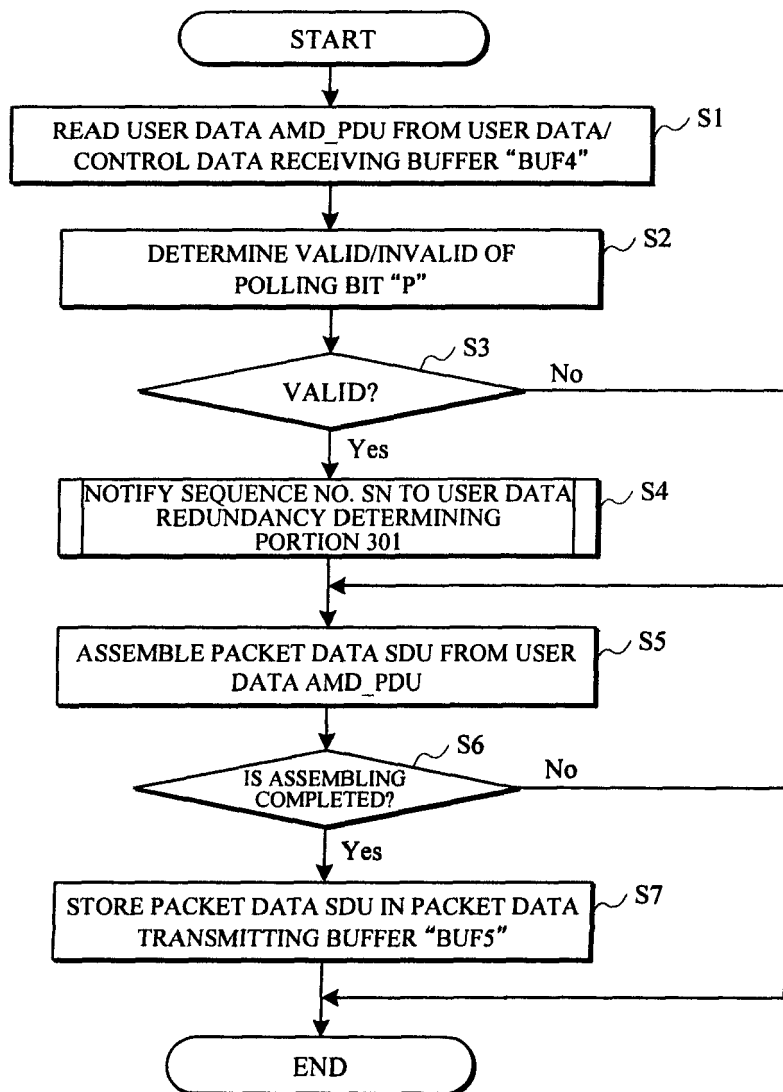 START
S1
READ USER DATA AMD_PDU FROM USER DATA/
CONTROL DATA RECEIVING BUFFER “BUF4”
S2
DETERMINE VALID/INVALID OF
POLLING BIT “P”
S3
VALID?
No
Yes
S4
NOTIFY SEQUENCE NO. SN TO USER DATA
REDUNDANCY DETERMINING
PORTION 301
S5
ASSEMBLE PACKET DATA SDU FROM USER
DATA AMD_PDU
S6
IS ASSEMBLING
COMPLETED?
No
Yes
S7
STORE PACKET DATA SDU IN PACKET DATA
TRANSMITTING BUFFER “BUF5”
END